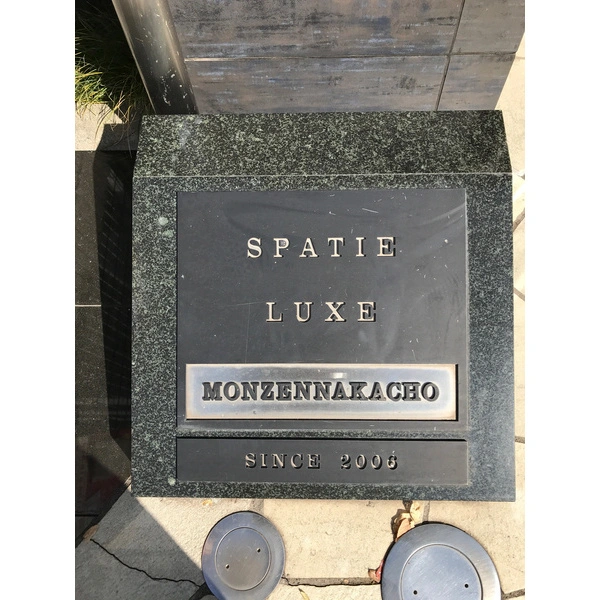 SPATIE
LUXE
MONZENNAKACHO
SINCE 2006